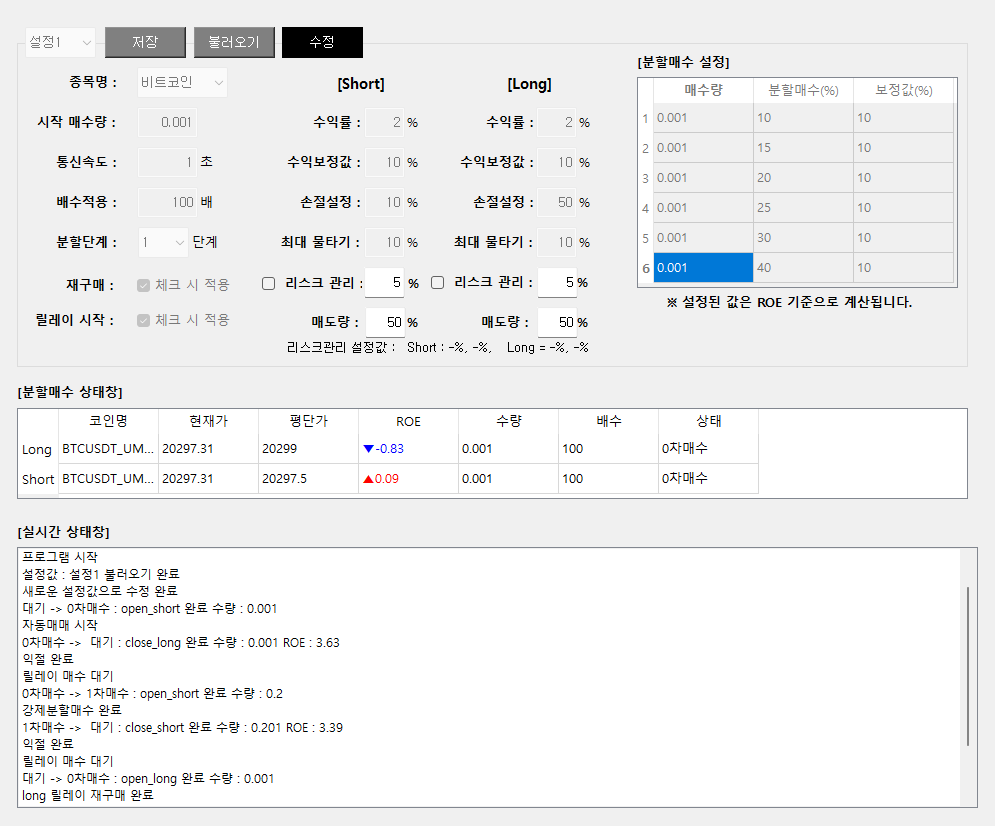 설정1 저장 불러오기 수정
종목명 : 비트코인 [Short] [Long]
시작 매수량 : 0.001 수익률 : 2 % 수익률 : 2 %
통신속도 : 1 초 수익보정값 : 10 % 수익보정값 : 10 %
배수적용 : 100 배 손절설정 : 10 % 손절설정 : 50 %
분할단계 : 1 단계 최대 물타기 : 10 % 최대 물타기 : 10 %
재구매 : 체크 시 적용 리스크 관리 : 5 % 리스크 관리 : 5 %
릴레이 시작 : 체크 시 적용 매도량 : 50 % 매도량 : 50 %
리스크관리 설정값 : Short : -%, -%, Long = -%, -%
[분할매수 설정]
매수량 분할매수(%) 보정값(%)
1 0.001 10 10
2 0.001 15 10
3 0.001 20 10
4 0.001 25 10
5 0.001 30 10
6 0.001 40 10
※ 설정된 값은 ROE 기준으로 계산됩니다.
[분할매수 상태창]
코인명 현재가 평단가 ROE 수량 배수 상태
Long BTCUSDT_UM... 20297.31 20299 ▼-0.83 0.001 100 0차매수
Short BTCUSDT_UM... 20297.31 20297.5 ▲0.09 0.001 100 0차매수
[실시간 상태창]
프로그램 시작
설정값 : 설정1 불러오기 완료
새로운 설정값으로 수정 완료
대기 -> 0차매수 : open_short 완료 수량 : 0.001
자동매매 시작
0차매수 -> 대기 : close_long 완료 수량 : 0.001 ROE : 3.63
익절 완료
릴레이 매수 대기
0차매수 -> 1차매수 : open_short 완료 수량 : 0.2
강제분할매수 완료
1차매수 -> 대기 : close_short 완료 수량 : 0.201 ROE : 3.39
익절 완료
릴레이 매수 대기
대기 -> 0차매수 : open_long 완료 수량 : 0.001
long 릴레이 재구매 완료